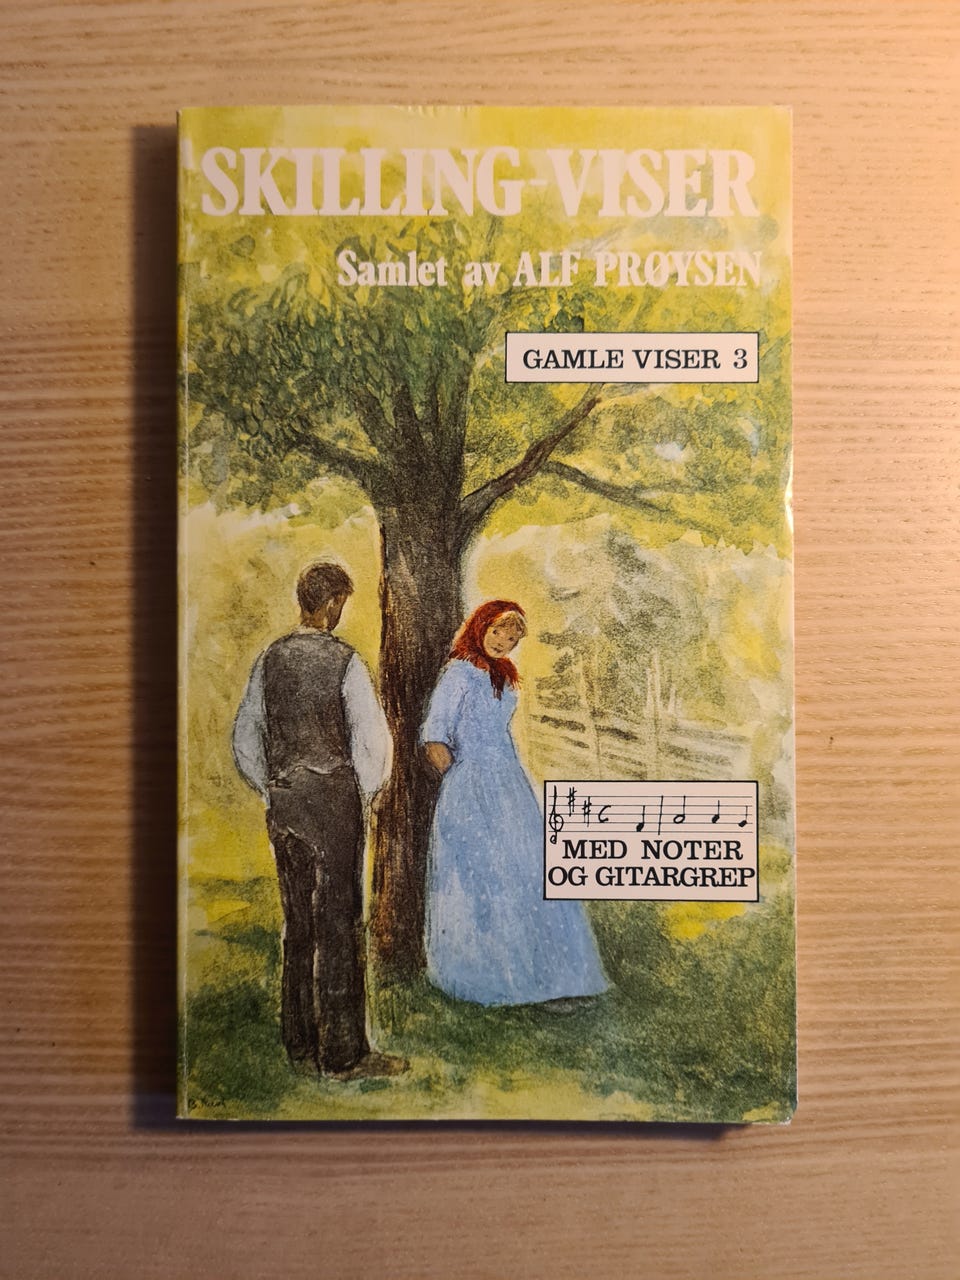 SKILLING-VISER
Samlet av ALF PRØYSEN
GAMLE VISER 3
MED NOTER
OG GITARGREP